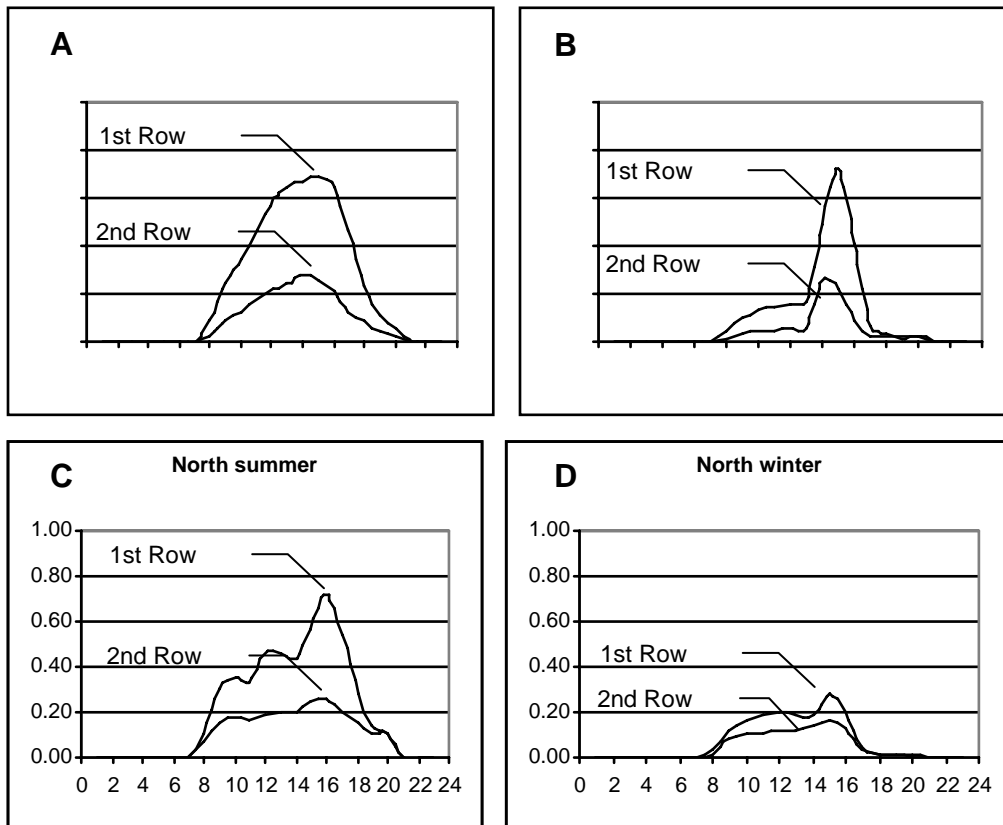 A
1st Row
2nd Row
B
1st Row
2nd Row
C
North summer
1.00
0.80
0.60
0.40
0.20
0.00
1st Row
2nd Row
0 2 4 6 8 10 12 14 16 18 20 22 24
D
North winter
1.00
0.80
0.60
0.40
0.20
0.00
1st Row
2nd Row
0 2 4 6 8 10 12 14 16 18 20 22 24